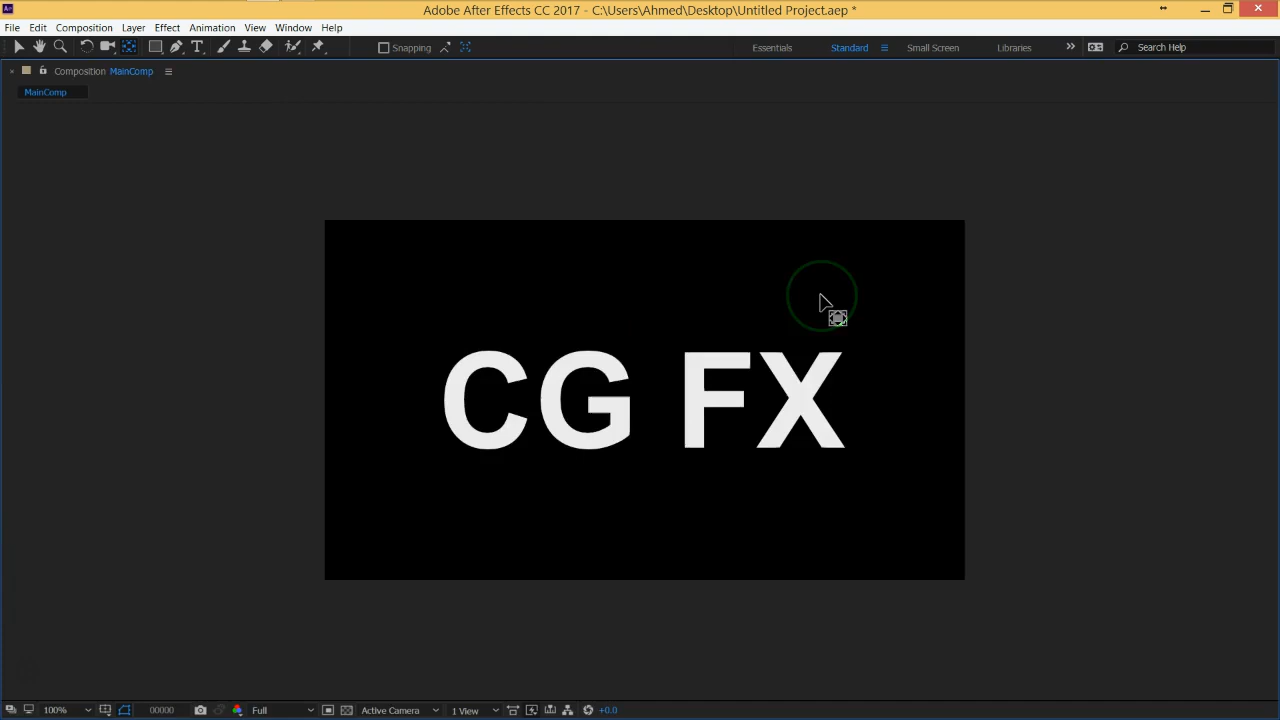 Adobe After Effects CC 2017 - C:\Users\Ahmed\Desktop\Untitled Project.aep *
File Edit Composition Layer Effect Animation View Window Help
Snapping Essentials Standard Small Screen Libraries Search Help
Composition MainComp
MainComp
CG FX
100% 00000 Full Active Camera 1 View +0.0